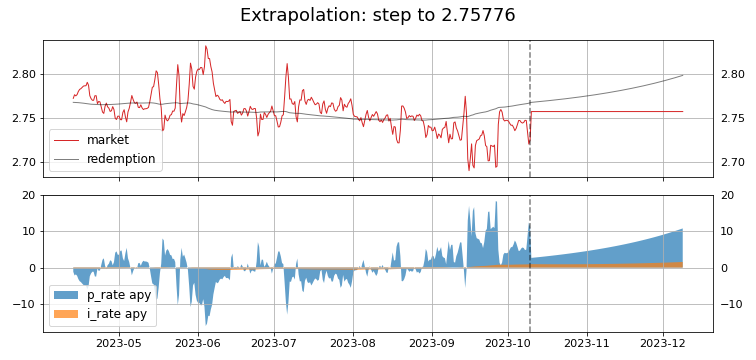 Extrapolation: step to 2.75776
2.80 2.80
2.75 2.75
2.70 2.70
market
redemption
20 20
10 10
0 0
−10 −10
p_rate apy
i_rate apy
2023-05 2023-06 2023-07 2023-08 2023-09 2023-10 2023-11 2023-12